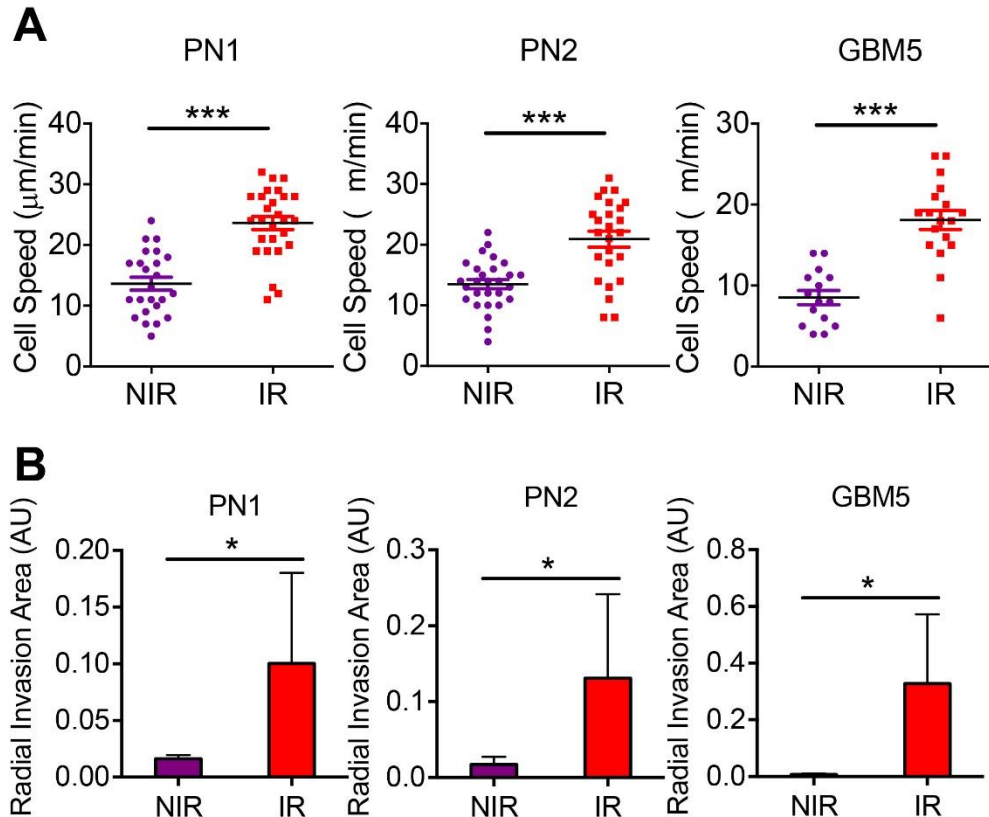 A
PN1
PN2
GBM5
Cell Speed (μm/min)
40
30
20
10
0
***
NIR
IR
Cell Speed ( m/min)
40
30
20
10
0
***
NIR
IR
Cell Speed ( m/min)
30
20
10
0
***
NIR
IR
B
PN1
PN2
GBM5
Radial Invasion Area (AU)
0.20
0.15
0.10
0.05
0.00
*
NIR
IR
Radial Invasion Area (AU)
0.3
0.2
0.1
0.0
*
NIR
IR
Radial Invasion Area (AU)
0.8
0.6
0.4
0.2
0.0
*
NIR
IR